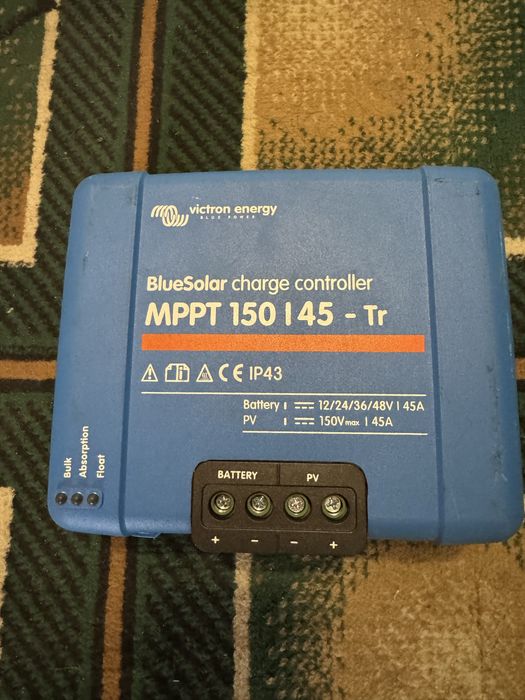 victron energy
BLUE POWER
BlueSolar charge controller
MPPT 150 | 45 - Tr
CE IP43
Battery 12/24/36/48V | 45A
PV 150Vmax | 45A
Bulk
Absorption
Float
BATTERY PV
+ - - +